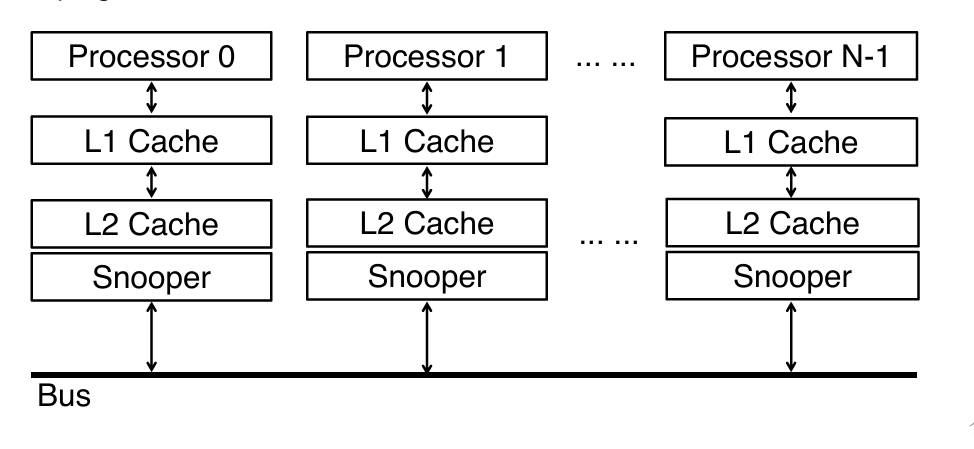 Processor 0 Processor 1 ... ... Processor N-1
L1 Cache L1 Cache L1 Cache
L2 Cache L2 Cache ... ... L2 Cache
Snooper Snooper Snooper
Bus